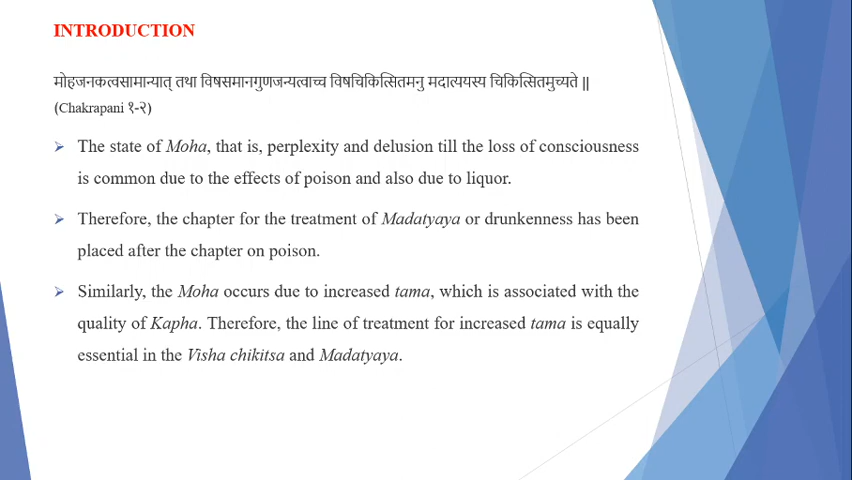 INTRODUCTION
मोहजनकत्वसामान्यात् तथा विषसमानगुणजन्यत्वाच्च विषचिकित्सितमनु मदात्ययस्य चिकित्सितमुच्यते ||
(Chakrapani १-२)
➢ The state of Moha, that is, perplexity and delusion till the loss of consciousness
is common due to the effects of poison and also due to liquor.
➢ Therefore, the chapter for the treatment of Madatyaya or drunkenness has been
placed after the chapter on poison.
➢ Similarly, the Moha occurs due to increased tama, which is associated with the
quality of Kapha. Therefore, the line of treatment for increased tama is equally
essential in the Visha chikitsa and Madatyaya.